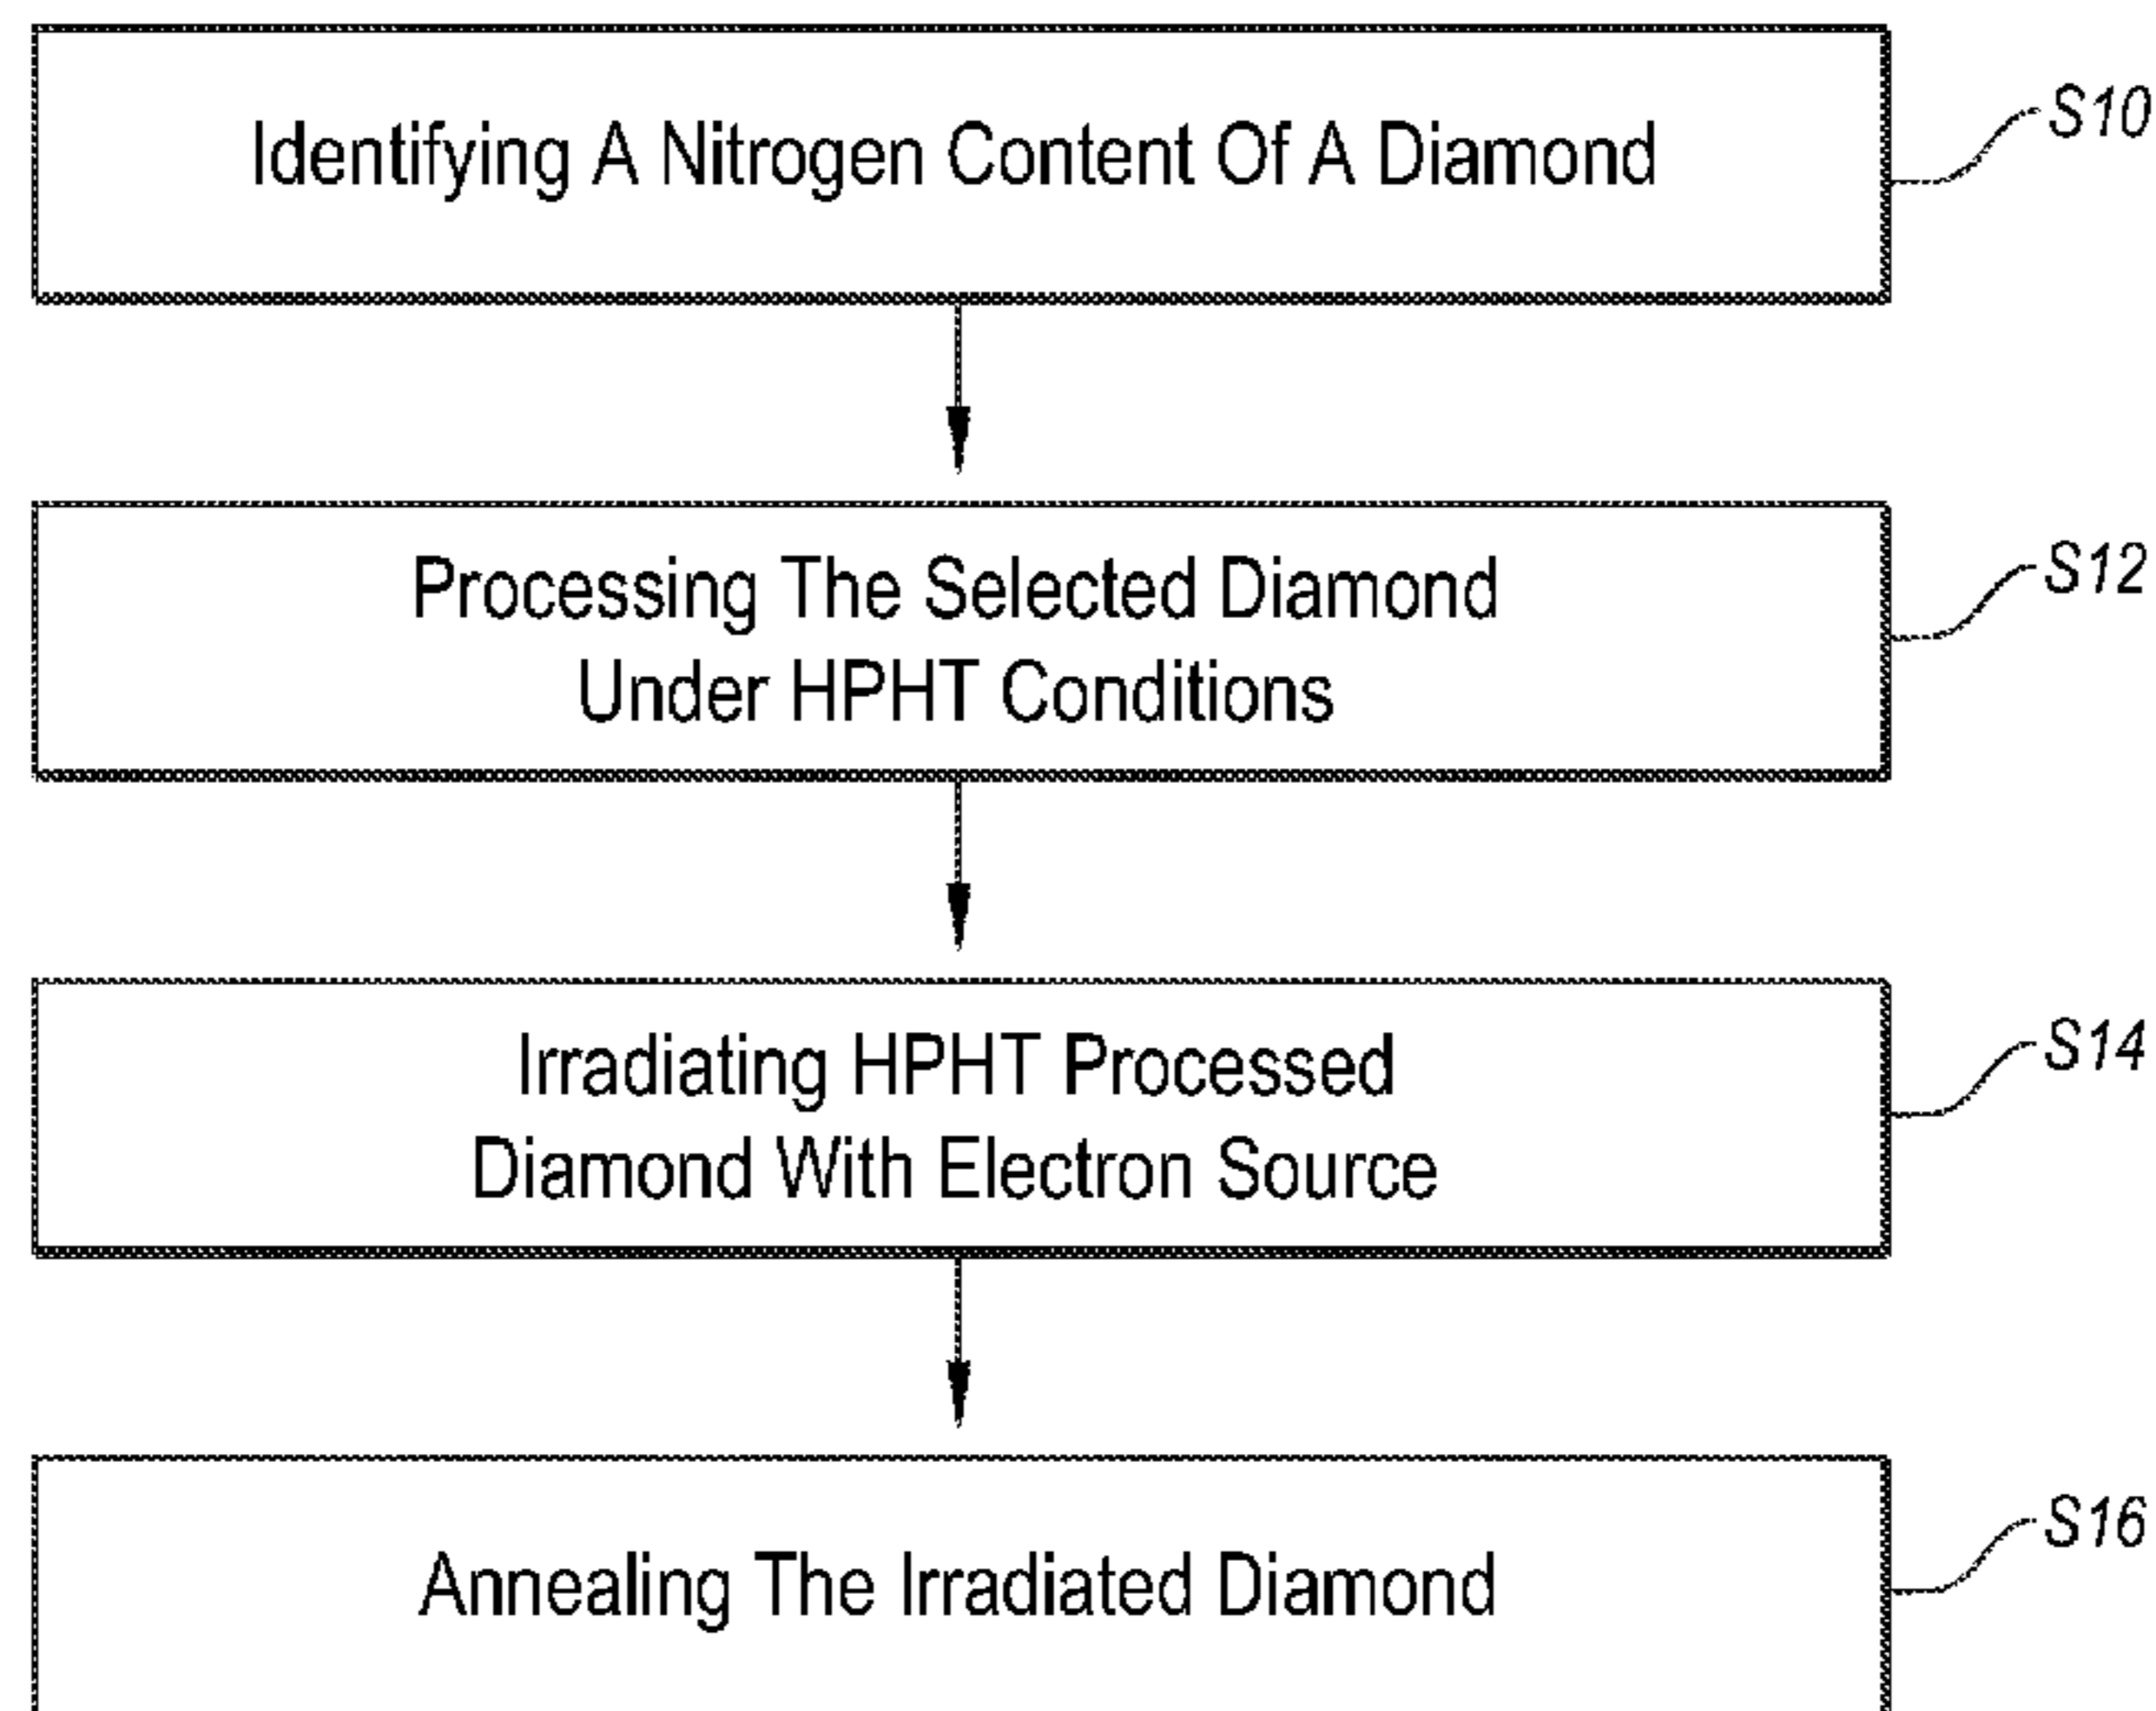 Identifying A Nitrogen Content Of A Diamond
S10
Processing The Selected Diamond
Under HPHT Conditions
S12
Irradiating HPHT Processed
Diamond With Electron Source
S14
Annealing The Irradiated Diamond
S16